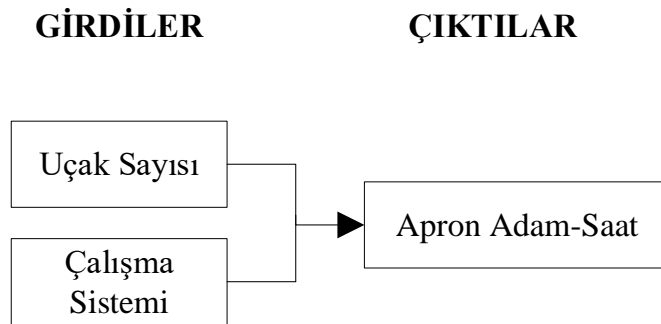 GİRDİLER
ÇIKTILAR
Uçak Sayısı
Apron Adam-Saat
Çalışma
Sistemi